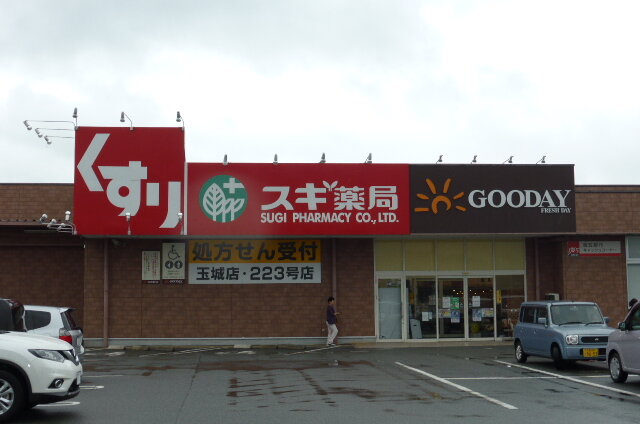 くすり
スギ薬局
SUGI PHARMACY CO., LTD.
GOODAY
FRESH DAY
処方せん受付
玉城店・223号店